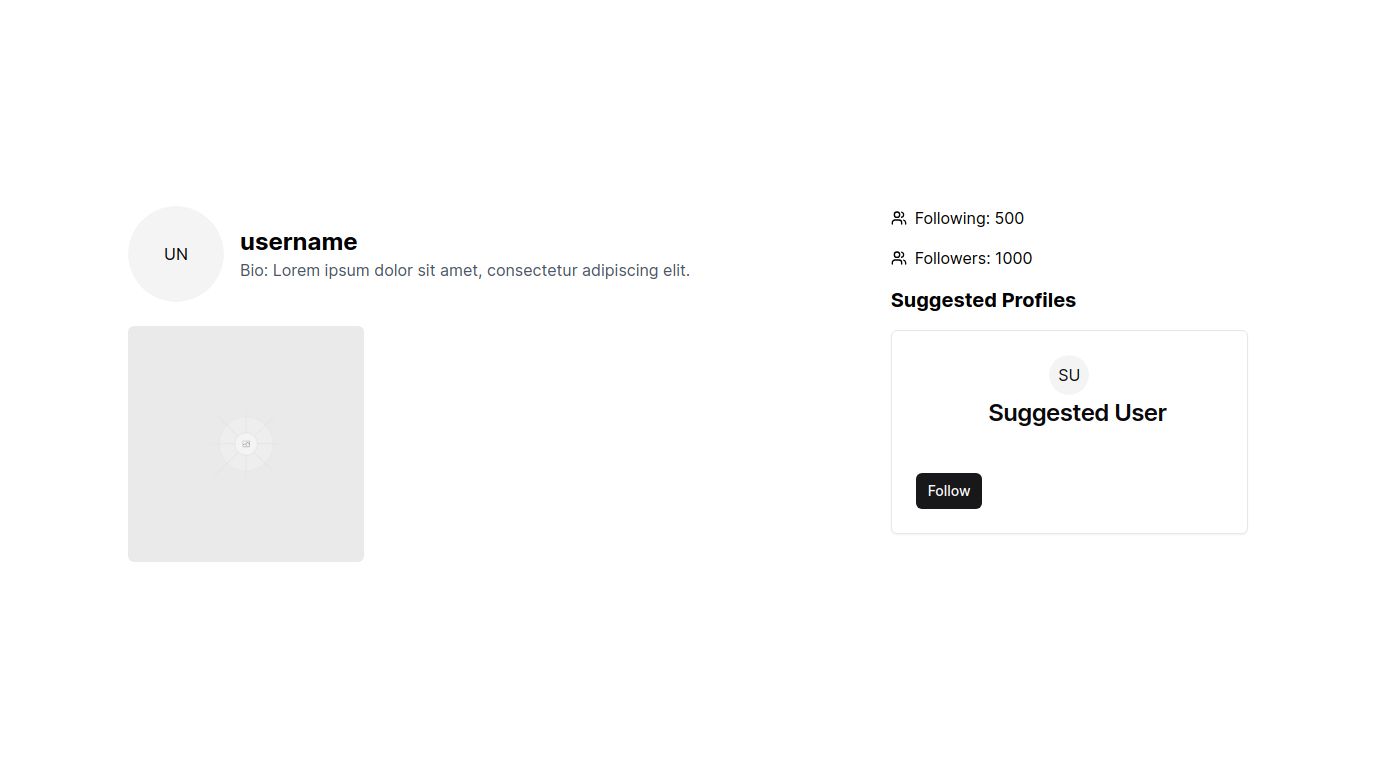 UN
username
Bio: Lorem ipsum dolor sit amet, consectetur adipiscing elit.
Following: 500
Followers: 1000
Suggested Profiles
SU
Suggested User
Follow